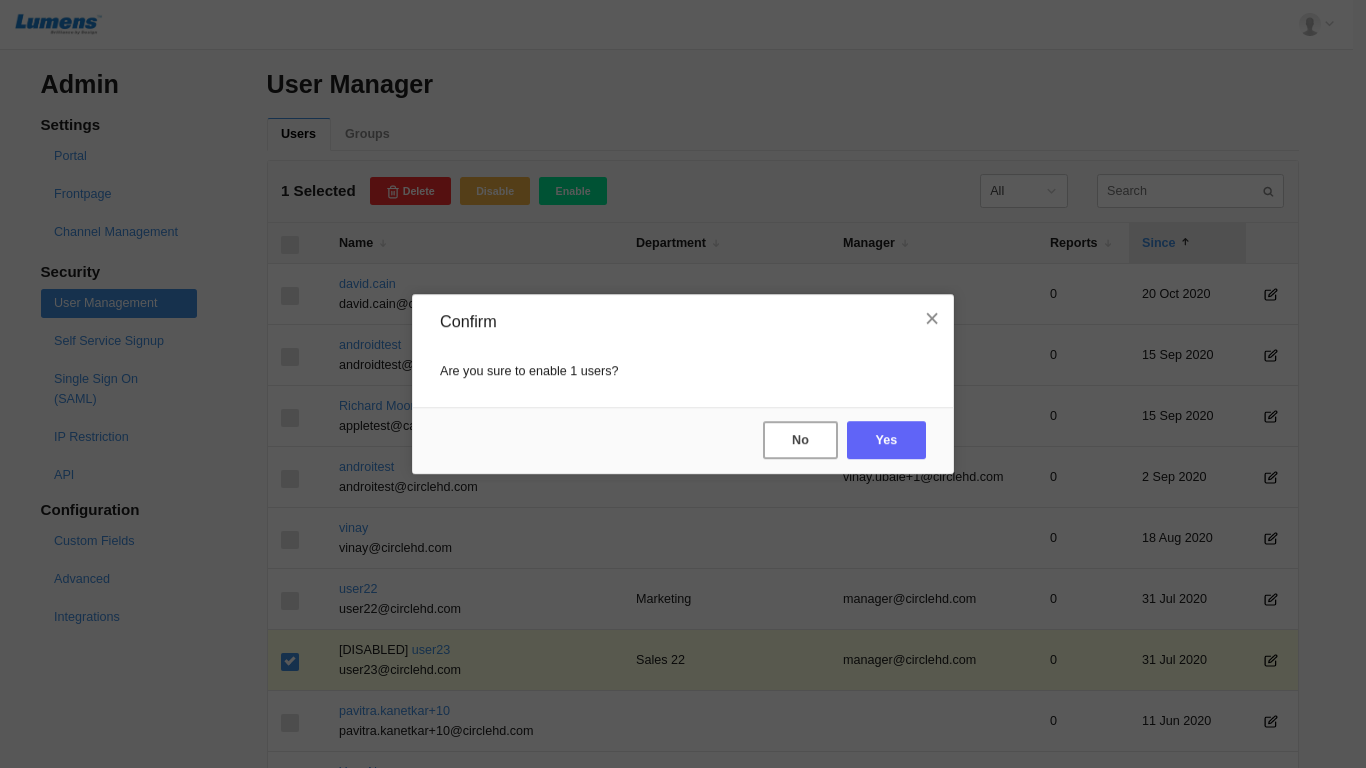 Lumens
Admin
User Manager
Settings
Portal
Frontpage
Channel Management
Security
User Management
Self Service Signup
Single Sign On
(SAML)
IP Restriction
API
Configuration
Custom Fields
Advanced
Integrations
Users Groups
1 Selected Delete Disable Enable All Search
Name Department Manager Reports Since
david.cain
david.cain@ 0 20 Oct 2020
androidtest
androidtest@ 0 15 Sep 2020
Richard
appletest@ 0 15 Sep 2020
androitest
androitest@circlehd.com vinay.ubale+1@circlehd.com 0 2 Sep 2020
vinay
vinay@circlehd.com 0 18 Aug 2020
user22
user22@circlehd.com Marketing manager@circlehd.com 0 31 Jul 2020
[DISABLED] user23
user23@circlehd.com Sales 22 manager@circlehd.com 0 31 Jul 2020
pavitra.kanetkar+10
pavitra.kanetkar+10@circlehd.com 0 11 Jun 2020
Confirm
Are you sure to enable 1 users?
No Yes